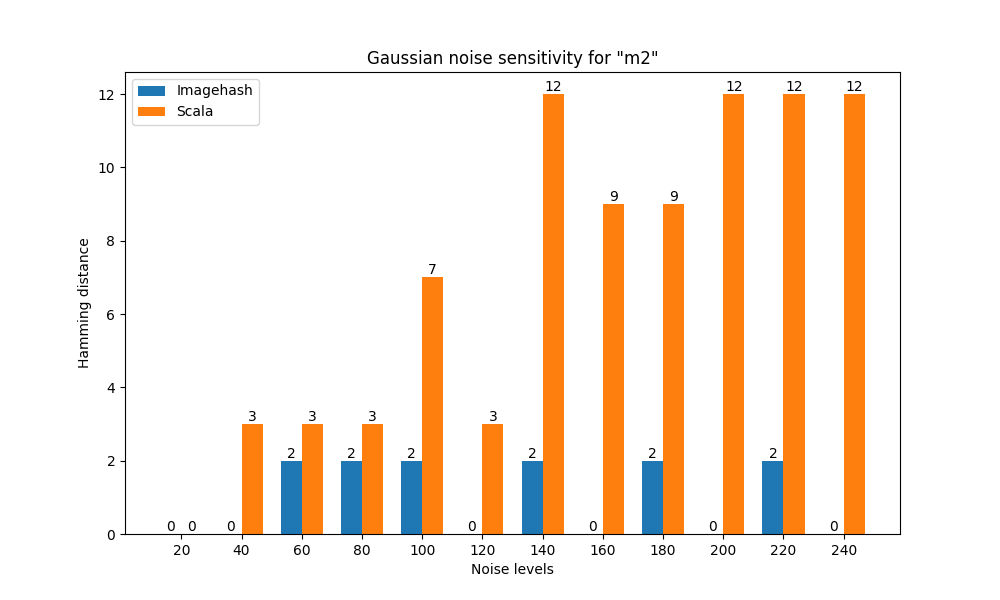 Gaussian noise sensitivity for "m2"
Imagehash
Scala
Hamming distance
12
10
8
6
4
2
0
0 0 0 3 2 3 2 3 2 7 0 3 2 12 0 9 2 9 0 12 2 12 0 12
20 40 60 80 100 120 140 160 180 200 220 240
Noise levels